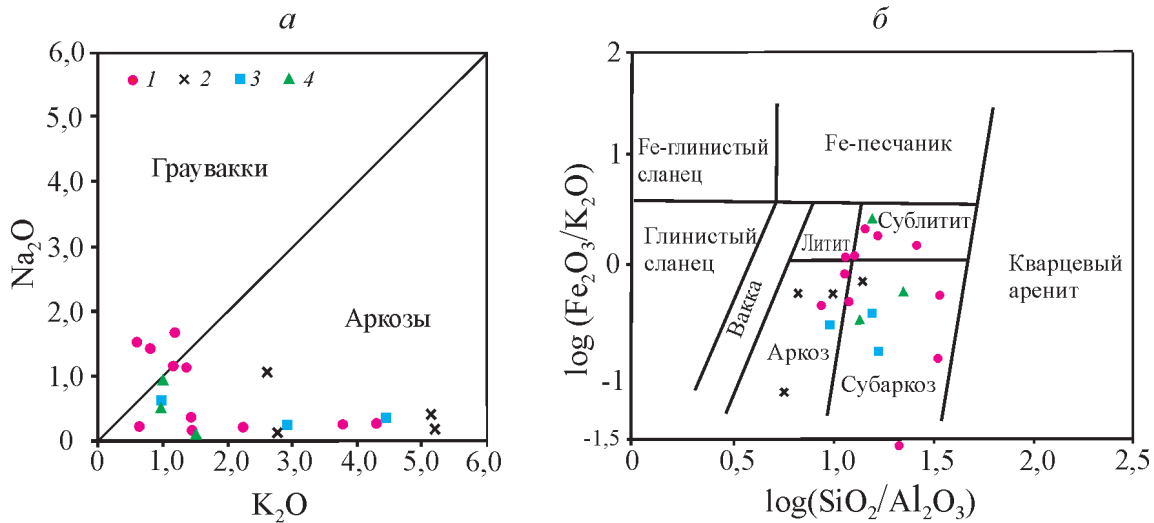 а
6,0
5,0
4,0
3,0
2,0
1,0
0
Na₂O
1 2 3 4
Граувакки
Аркозы
0 1,0 2,0 3,0 4,0 5,0 6,0
K₂O
б
2
1
0
-1
-1,5
log (Fe₂O₃/K₂O)
Fe-глинистый
сланец
Fe-песчаник
Глинистый
сланец
Вакка
Литит
Сублитит
Кварцевый
аренит
Аркоз
Субаркоз
0 0,5 1,0 1,5 2,0 2,5
log(SiO₂/Al₂O₃)